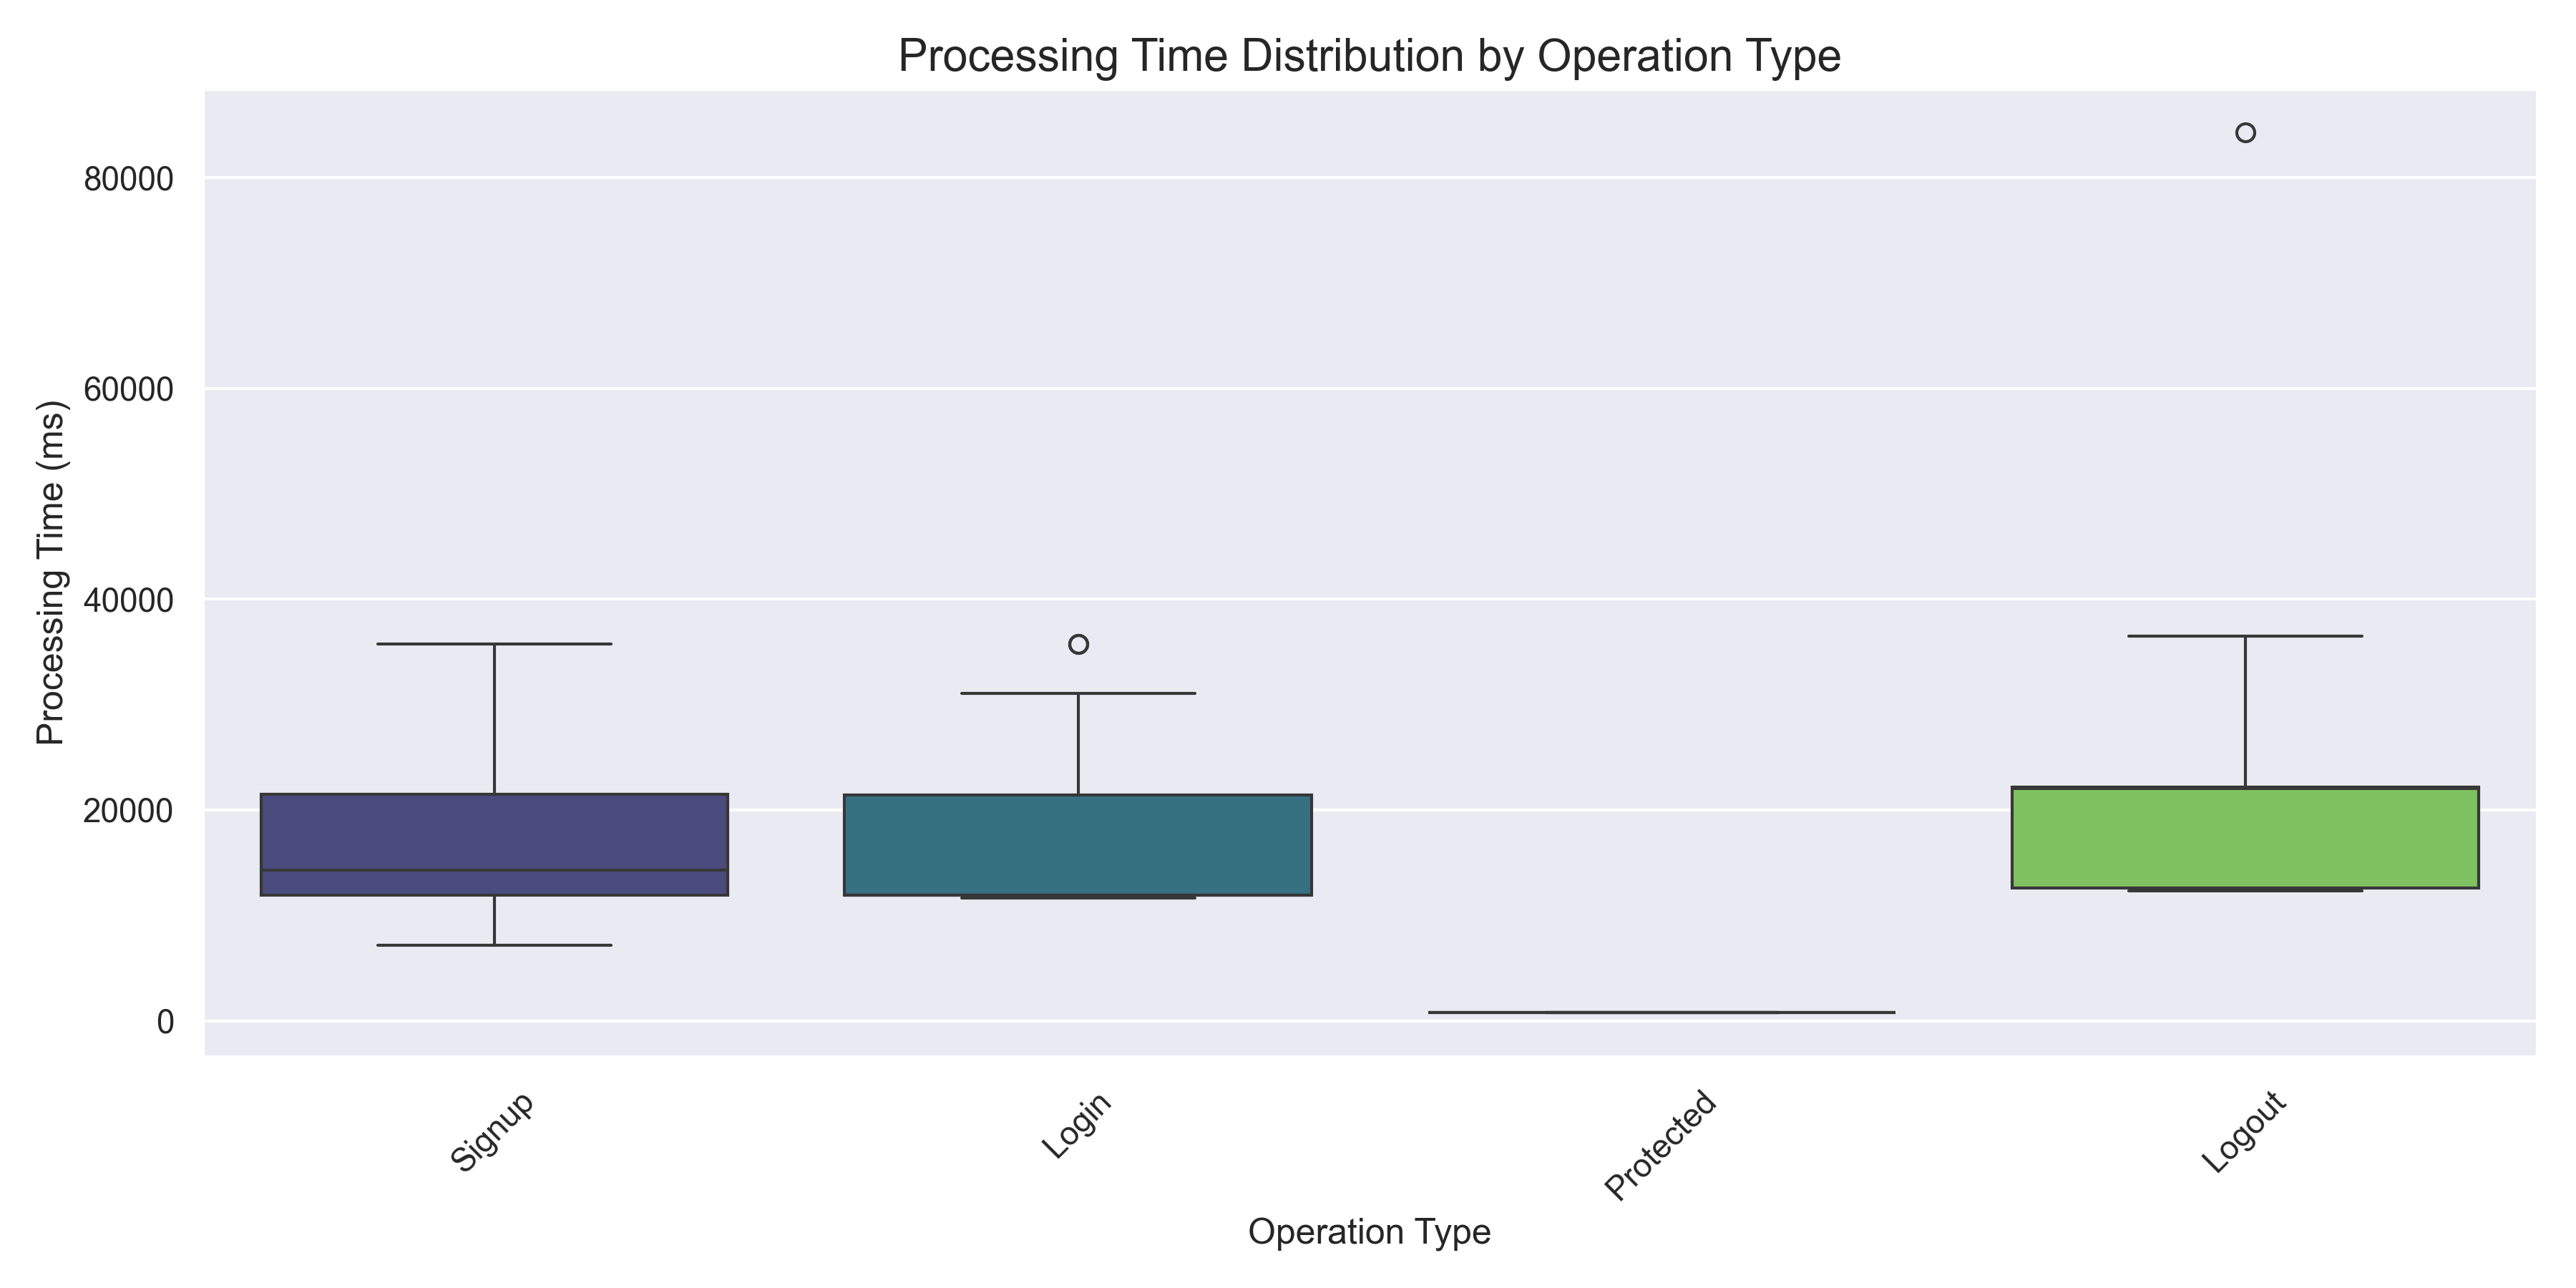 Processing Time Distribution by Operation Type
Processing Time (ms)
80000
60000
40000
20000
0
Signup
Login
Protected
Logout
Operation Type